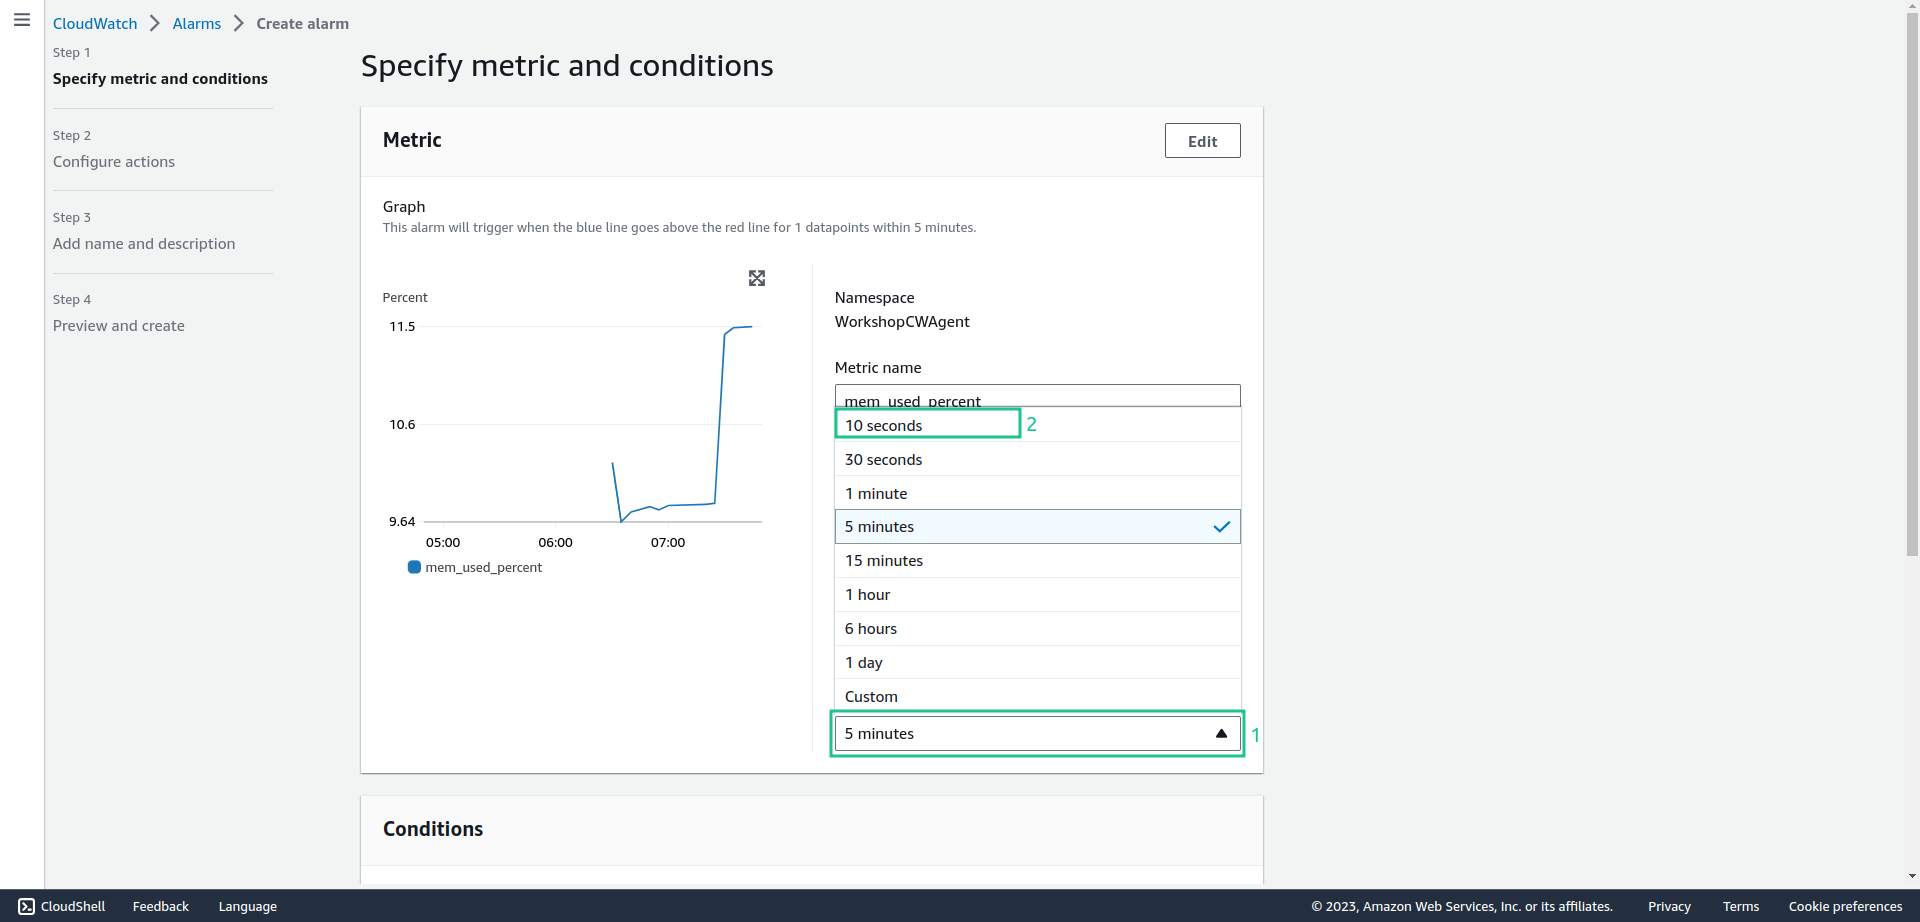 CloudWatch > Alarms > Create alarm
Step 1
Specify metric and conditions
Step 2
Configure actions
Step 3
Add name and description
Step 4
Preview and create
Specify metric and conditions
Metric
Edit
Graph
This alarm will trigger when the blue line goes above the red line for 1 datapoints within 5 minutes.
Percent
11.5
10.6
9.64
05:00 06:00 07:00
mem_used_percent
Namespace
WorkshopCWAgent
Metric name
mem_used_percent
10 seconds 2
30 seconds
1 minute
5 minutes
15 minutes
1 hour
6 hours
1 day
Custom
5 minutes 1
Conditions
CloudShell Feedback Language © 2023, Amazon Web Services, Inc. or its affiliates. Privacy Terms Cookie preferences